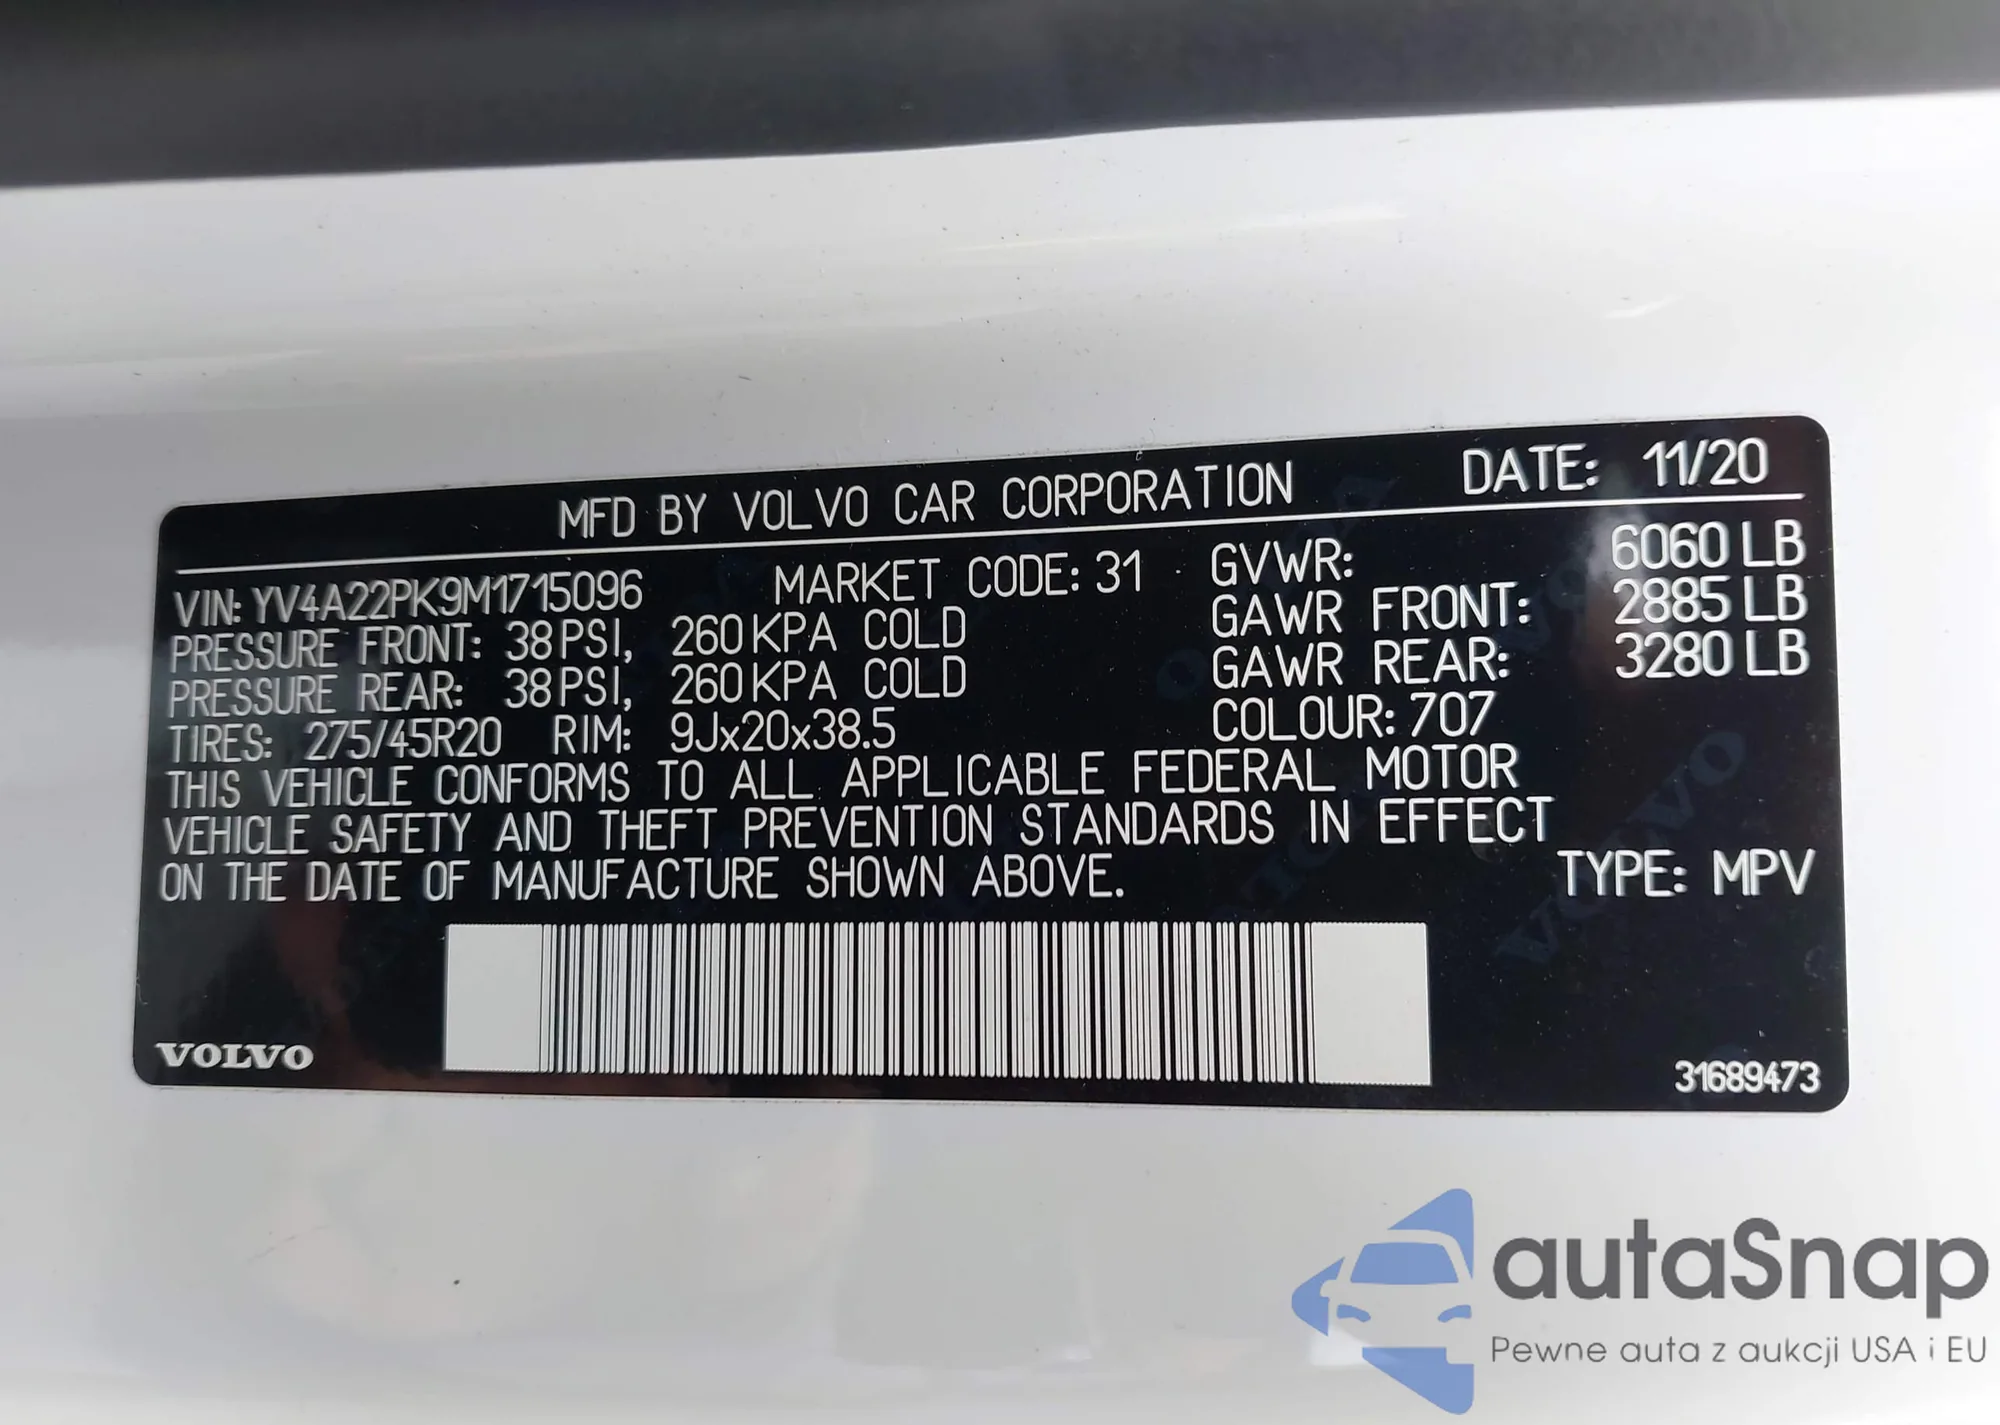 MFD BY VOLVO CAR CORPORATION DATE: 11/20
VIN: YV4A22PK9M1715096 MARKET CODE: 31 GVWR: 6060 LB
PRESSURE FRONT: 38 PSI, 260 KPA COLD GAWR FRONT: 2885 LB
PRESSURE REAR: 38 PSI, 260 KPA COLD GAWR REAR: 3280 LB
TIRES: 275/45R20 RIM: 9Jx20x38.5 COLOUR: 707
THIS VEHICLE CONFORMS TO ALL APPLICABLE FEDERAL MOTOR
VEHICLE SAFETY AND THEFT PREVENTION STANDARDS IN EFFECT
ON THE DATE OF MANUFACTURE SHOWN ABOVE. TYPE: MPV
VOLVO 31689473
autaSnap
Pewne auta z aukcji USA i EU